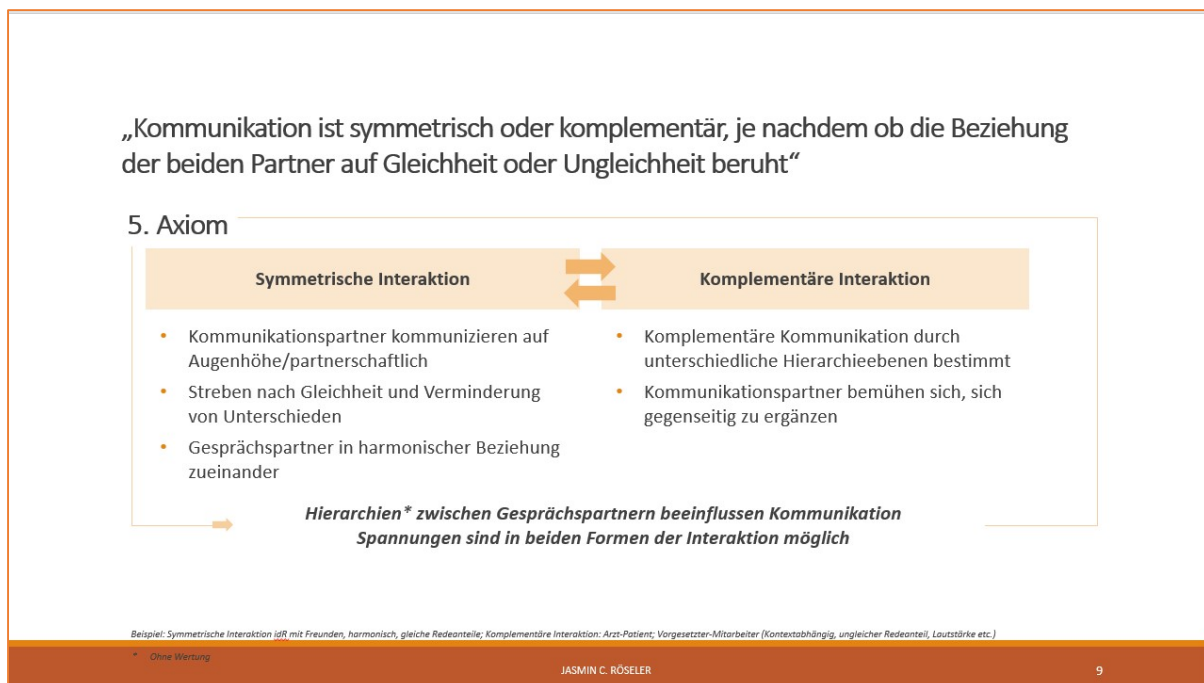 „Kommunikation ist symmetrisch oder komplementär, je nachdem ob die Beziehung
der beiden Partner auf Gleichheit oder Ungleichheit beruht“
5. Axiom
Symmetrische Interaktion
• Kommunikationspartner kommunizieren auf
Augenhöhe/partnerschaftlich
• Streben nach Gleichheit und Verminderung
von Unterschieden
• Gesprächspartner in harmonischer Beziehung
zueinander
Komplementäre Interaktion
• Komplementäre Kommunikation durch
unterschiedliche Hierarchieebenen bestimmt
• Kommunikationspartner bemühen sich, sich
gegenseitig zu ergänzen
Hierarchien* zwischen Gesprächspartnern beeinflussen Kommunikation
Spannungen sind in beiden Formen der Interaktion möglich
Beispiel: Symmetrische Interaktion idR mit Freunden, harmonisch, gleiche Redeanteile; Komplementäre Interaktion: Arzt-Patient; Vorgesetzter-Mitarbeiter (Kontextabhängig, ungleicher Redeanteil, Lautstärke etc.)
* Ohne Wertung
JASMIN C. RÖSELER
9